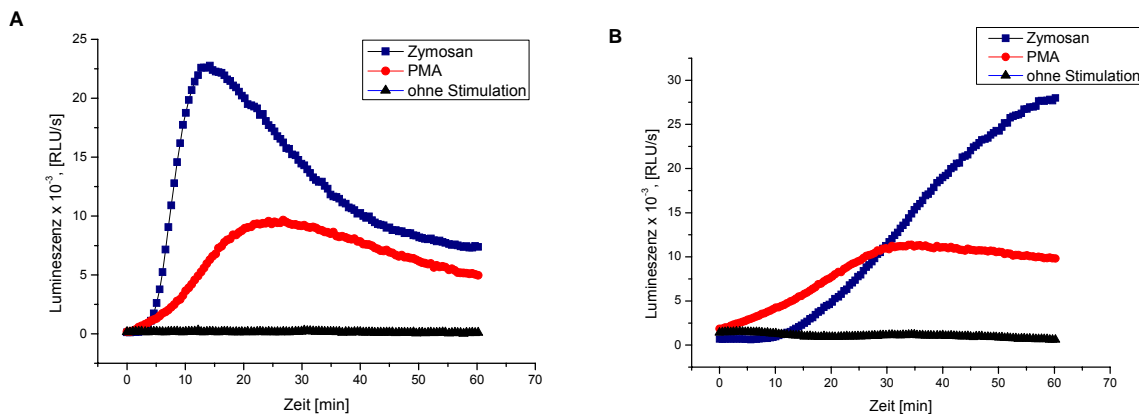 A
Zymosan
PMA
ohne Stimulation
Lumineszenz x 10⁻³, [RLU/s]
25
20
15
10
5
0
0 10 20 30 40 50 60 70
Zeit [min]
B
Zymosan
PMA
ohne Stimulation
Lumineszenz x 10⁻³, [RLU/s]
30
25
20
15
10
5
0
0 10 20 30 40 50 60 70
Zeit [min]